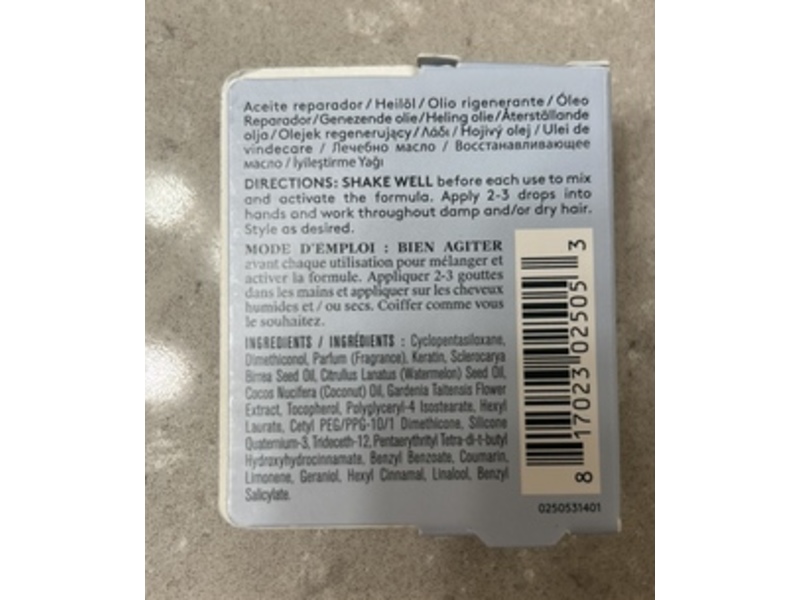 Aceite reparador / Heilöl / Olio rigenerante / Óleo
Reparador/Genezende olie/Heling olie/Återställande
olja/Olejek regenerujący/Λάδι/Hojivý olej/Ulei de
vindecare / Лечебно масло / Восстанавливающее
масло / İyileştirme Yağı
DIRECTIONS: SHAKE WELL before each use to mix
and activate the formula. Apply 2-3 drops into
hands and work throughout damp and/or dry hair.
Style as desired.
MODE D'EMPLOI : BIEN AGITER
avant chaque utilisation pour mélanger et
activer la formule. Appliquer 2-3 gouttes
dans les mains et appliquer sur les cheveux
humides et / ou secs. Coiffer comme vous
le souhaitez.
INGREDIENTS / INGRÉDIENTS : Cyclopentasiloxane,
Dimethiconol, Parfum (Fragrance), Keratin, Sclerocarya
Birrea Seed Oil, Citrullus Lanatus (Watermelon) Seed Oil,
Cocos Nucifera (Coconut) Oil, Gardenia Taitensis Flower
Extract, Tocopherol, Polyglyceryl-4 Isostearate, Hexyl
Laurate, Cetyl PEG/PPG-10/1 Dimethicone, Silicone
Quaternium-3, Trideceth-12, Pentaerythrityl Tetra-di-t-butyl
Hydroxyhydrocinnamate, Benzyl Benzoate, Coumarin,
Limonene, Geraniol, Hexyl Cinnamal, Linalool, Benzyl
Salicylate.
8 17023 02505 3
0250531401